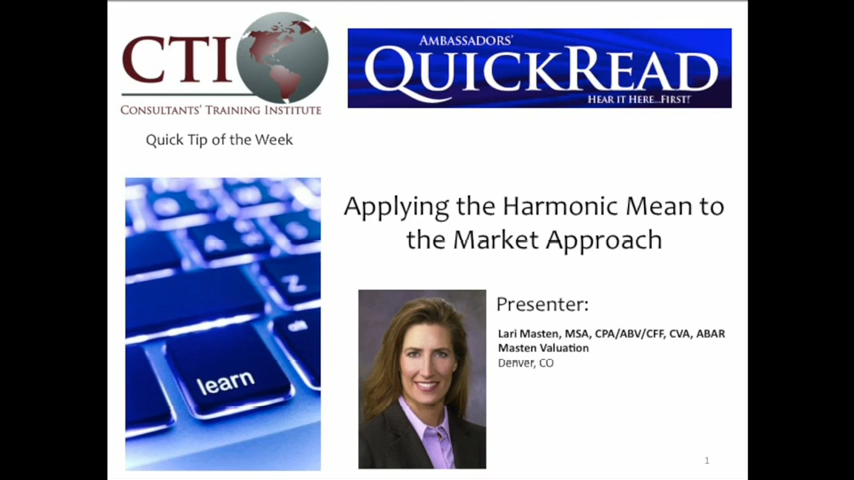 CTI
CONSULTANTS' TRAINING INSTITUTE
Quick Tip of the Week
AMBASSADORS'
QUICKREAD
HEAR IT HERE...FIRST!
Applying the Harmonic Mean to
the Market Approach
Presenter:
Lari Masten, MSA, CPA/ABV/CFF, CVA, ABAR
Masten Valuation
Denver, CO
A
S
Z
learn
1